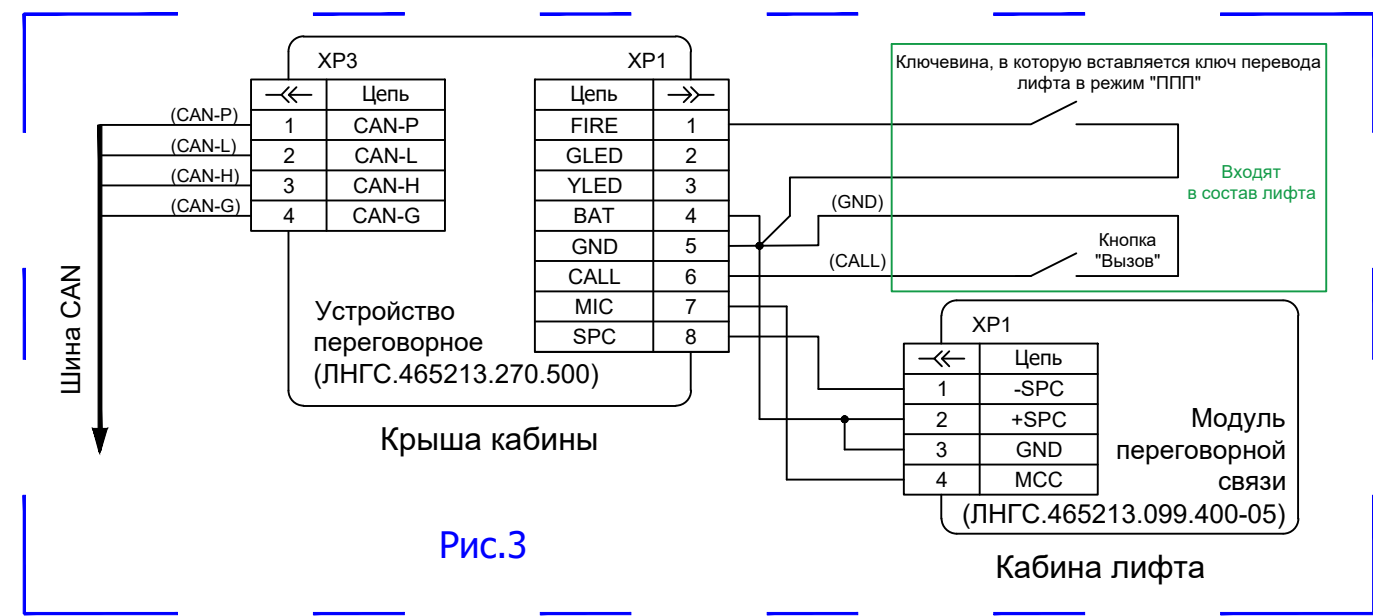 XP3
XP1
Цепь
1 CAN-P
2 CAN-L
3 CAN-H
4 CAN-G
(CAN-P)
(CAN-L)
(CAN-H)
(CAN-G)
Шина CAN
Цепь
FIRE 1
GLED 2
YLED 3
BAT 4
GND 5
CALL 6
MIC 7
SPC 8
Устройство
переговорное
(ЛНГС.465213.270.500)
Крыша кабины
Ключевина, в которую вставляется ключ перевода
лифта в режим "ППП"
Входят
в состав лифта
(GND)
(CALL)
Кнопка
"Вызов"
XP1
Цепь
1 -SPC
2 +SPC
3 GND
4 MCC
Модуль
переговорной
связи
(ЛНГС.465213.099.400-05)
Кабина лифта
Рис.3